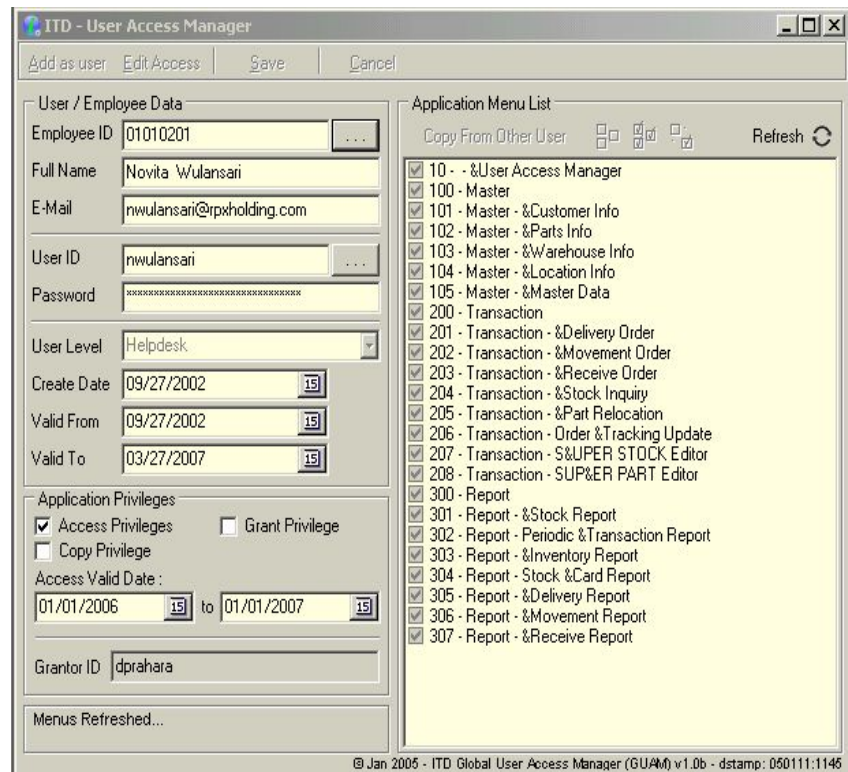 ITD - User Access Manager
Add as user Edit Access Save Cancel
User / Employee Data
Employee ID 01010201 ...
Full Name Novita Wulansari
E-Mail nwulansari@rpxholding.com
User ID nwulansari ...
Password ********************************
User Level Helpdesk
Create Date 09/27/2002 15
Valid From 09/27/2002 15
Valid To 03/27/2007 15
Application Privileges
Access Privileges Grant Privilege
Copy Privilege
Access Valid Date :
01/01/2006 15 to 01/01/2007 15
Grantor ID dprahara
Menus Refreshed...
Application Menu List
Copy From Other User Refresh
10 - - &User Access Manager
100 - Master
101 - Master - &Customer Info
102 - Master - &Parts Info
103 - Master - &Warehouse Info
104 - Master - &Location Info
105 - Master - &Master Data
200 - Transaction
201 - Transaction - &Delivery Order
202 - Transaction - &Movement Order
203 - Transaction - &Receive Order
204 - Transaction - &Stock Inquiry
205 - Transaction - &Part Relocation
206 - Transaction - Order &Tracking Update
207 - Transaction - S&UPER STOCK Editor
208 - Transaction - SUP&ER PART Editor
300 - Report
301 - Report - &Stock Report
302 - Report - Periodic &Transaction Report
303 - Report - &Inventory Report
304 - Report - Stock &Card Report
305 - Report - &Delivery Report
306 - Report - &Movement Report
307 - Report - &Receive Report
@ Jan 2005 - ITD Global User Access Manager (GUAM) v1.0b - dstamp: 050111:1145